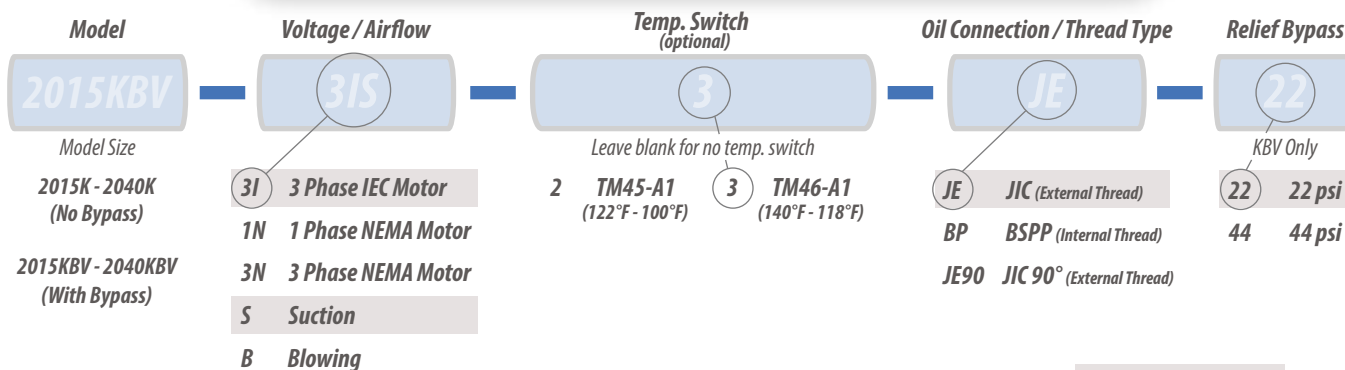 Model
Voltage / Airflow
Temp. Switch
(optional)
Oil Connection / Thread Type
Relief Bypass
2015KBV
3IS
3
JE
22
Model Size
2015K - 2040K
(No Bypass)
2015KBV - 2040KBV
(With Bypass)
3I 3 Phase IEC Motor
1N 1 Phase NEMA Motor
3N 3 Phase NEMA Motor
S Suction
B Blowing
Leave blank for no temp. switch
2 TM45-A1 3 TM46-A1
(122°F - 100°F) (140°F - 118°F)
JE JIC (External Thread)
BP BSPP (Internal Thread)
JE90 JIC 90° (External Thread)
KBV Only
22 22 psi
44 44 psi